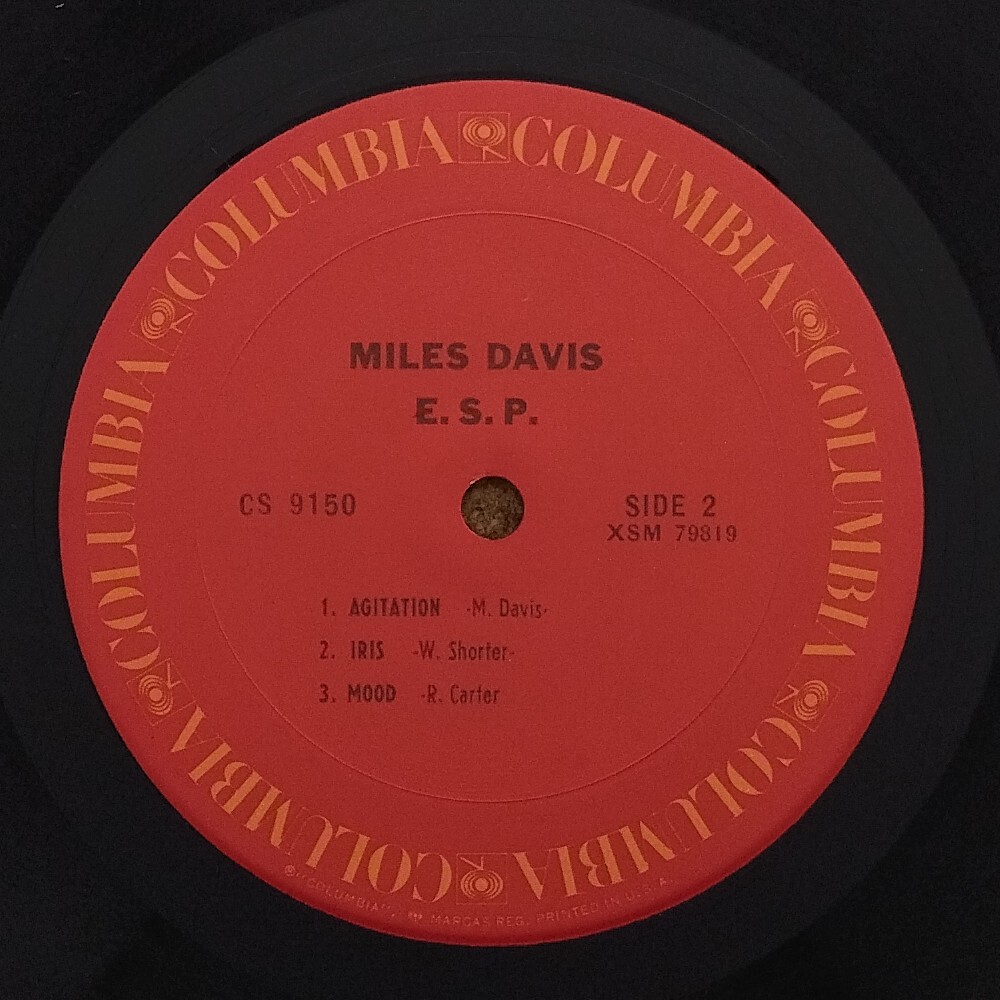 COLUMBIA COLUMBIA COLUMBIA COLUMBIA COLUMBIA COLUMBIA
MILES DAVIS
E. S. P.
CS 9150
SIDE 2
XSM 79819
1. AGITATION -M. Davis-
2. IRIS -W. Shorter-
3. MOOD -R. Carter
® "COLUMBIA", MARCAS REG. PRINTED IN U.S.A.